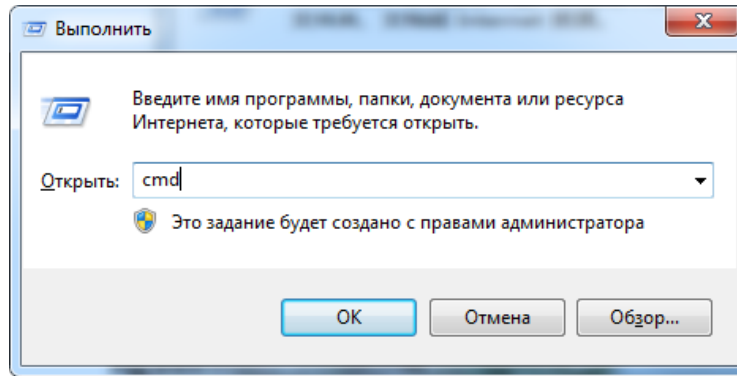 Выполнить
Введите имя программы, папки, документа или ресурса
Интернета, которые требуется открыть.
Открыть: cmd
Это задание будет создано с правами администратора
ОК Отмена Обзор...